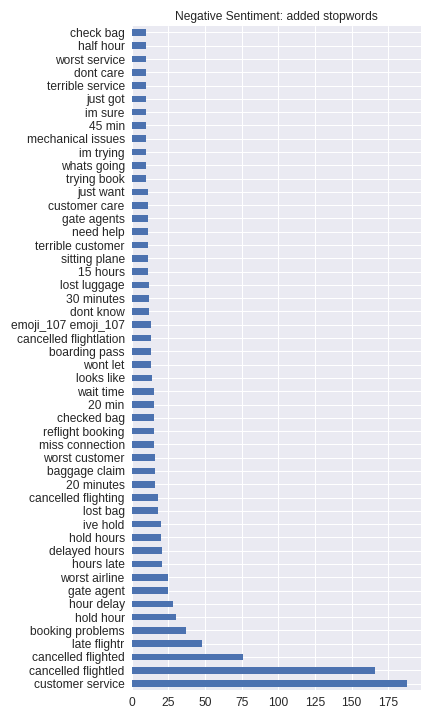 Negative Sentiment: added stopwords
check bag
half hour
worst service
dont care
terrible service
just got
im sure
45 min
mechanical issues
im trying
whats going
trying book
just want
customer care
gate agents
need help
terrible customer
sitting plane
15 hours
lost luggage
30 minutes
dont know
emoji_107 emoji_107
cancelled flightlation
boarding pass
wont let
looks like
wait time
20 min
checked bag
reflight booking
miss connection
worst customer
baggage claim
20 minutes
cancelled flighting
lost bag
ive hold
hold hours
delayed hours
hours late
worst airline
gate agent
hour delay
hold hour
booking problems
late flightr
cancelled flighted
cancelled flightled
customer service
0 25 50 75 100 125 150 175